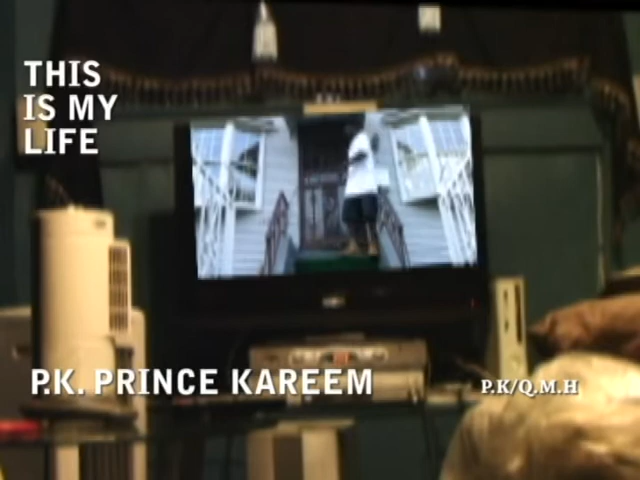 THIS
IS MY
LIFE
P.K. PRINCE KAREEM
P.K/Q.M.H